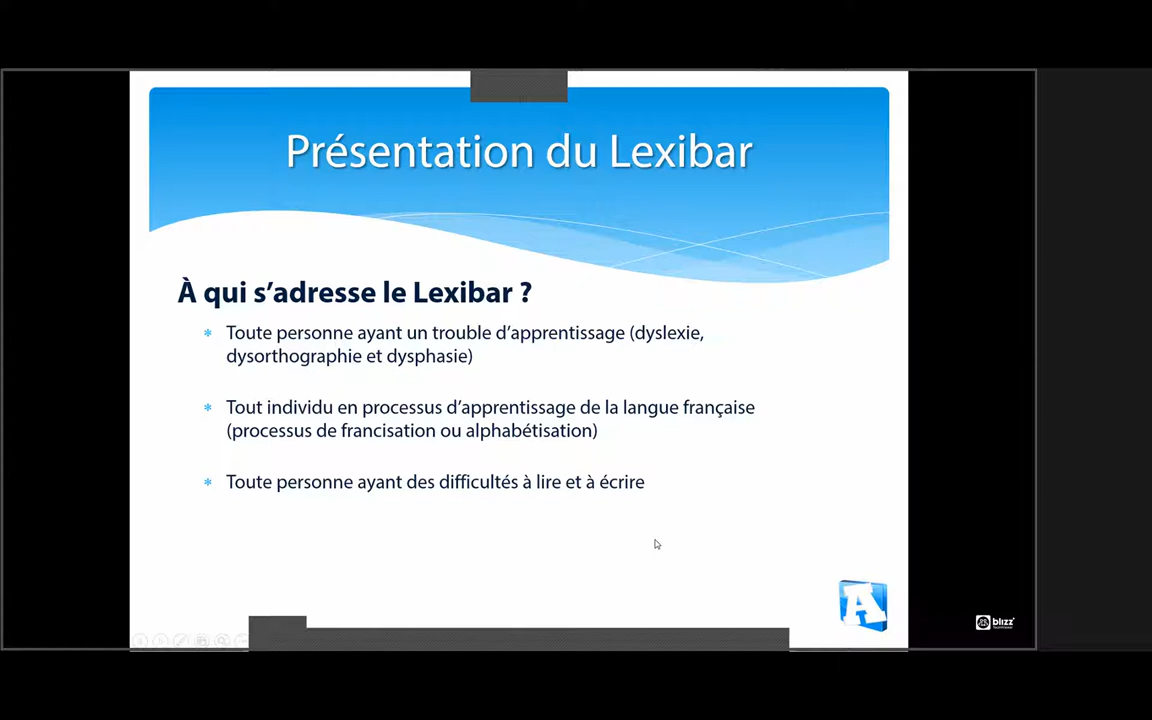 Présentation du Lexibar
À qui s’adresse le Lexibar ?
* Toute personne ayant un trouble d’apprentissage (dyslexie,
dysorthographie et dysphasie)
* Tout individu en processus d’apprentissage de la langue française
(processus de francisation ou alphabétisation)
* Toute personne ayant des difficultés à lire et à écrire
A
blizz